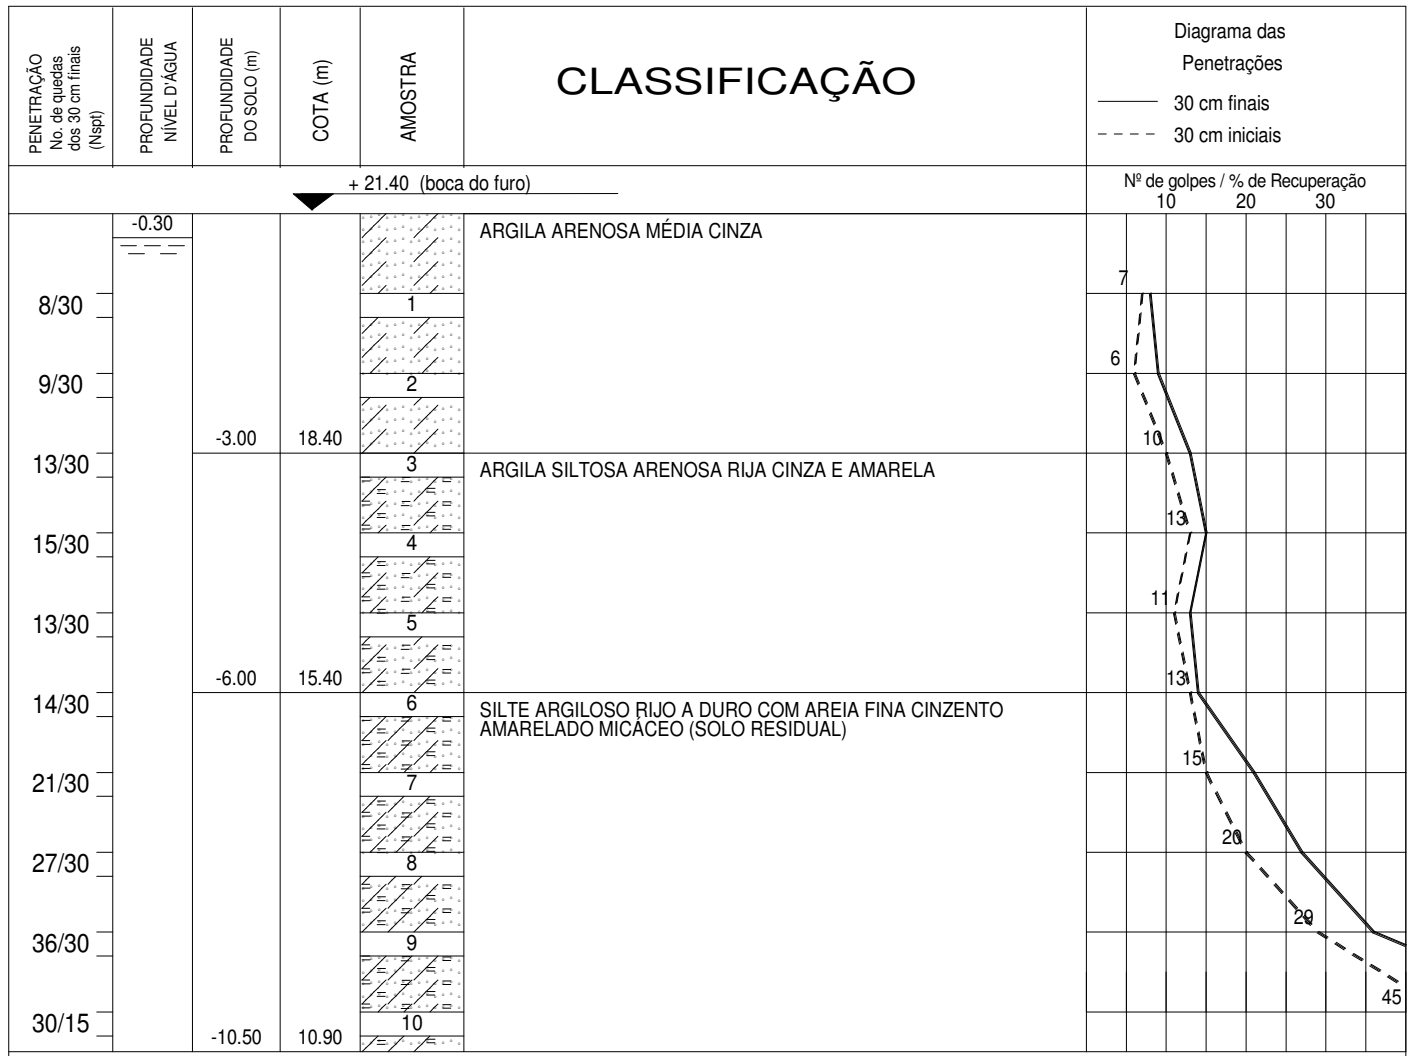 PENETRAÇÃO
No. de quedas
dos 30 cm finais
(Nspt)
PROFUNDIDADE
NÍVEL D'ÁGUA
PROFUNDIDADE
DO SOLO (m)
COTA (m)
AMOSTRA
CLASSIFICAÇÃO
Diagrama das
Penetrações
30 cm finais
30 cm iniciais
+ 21.40 (boca do furo)
Nº de golpes / % de Recuperação
10 20 30
-0.30
ARGILA ARENOSA MÉDIA CINZA
7
8/30 1
6
9/30 2
-3.00 18.40 10
13/30 3 ARGILA SILTOSA ARENOSA RIJA CINZA E AMARELA
13
15/30 4
11
13/30 5
-6.00 15.40 13
14/30 6 SILTE ARGILOSO RIJO A DURO COM AREIA FINA CINZENTO
AMARELADO MICÁCEO (SOLO RESIDUAL)
15
21/30 7
20
27/30 8
29
36/30 9
45
30/15 10
-10.50 10.90